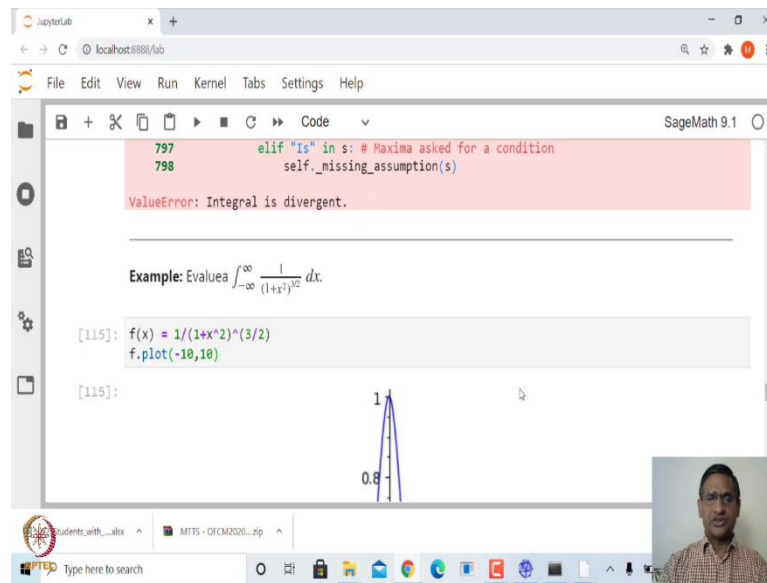 JupyterLab
localhost:8888/lab
M
File Edit View Run Kernel Tabs Settings Help
Code
SageMath 9.1
797 elif "Is" in s: # Maxima asked for a condition
798 self._missing_assumption(s)
ValueError: Integral is divergent.
Example: Evaluea ∫_{-∞}^{∞} 1/(1+x²)^{3/2} dx.
[115]: f(x) = 1/(1+x^2)^(3/2)
f.plot(-10,10)
[115]:
1
0.8
tudents_with_....xlsx
MTTS - OFCM2020....zip
PTEL
Type here to search